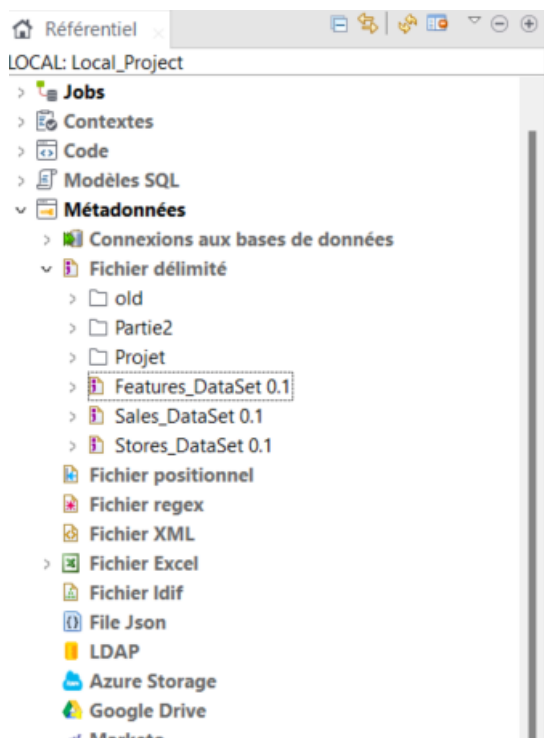 Référentiel
LOCAL: Local_Project
Jobs
Contextes
Code
Modèles SQL
Métadonnées
Connexions aux bases de données
Fichier délimité
old
Partie2
Projet
Features_DataSet 0.1
Sales_DataSet 0.1
Stores_DataSet 0.1
Fichier positionnel
Fichier regex
Fichier XML
Fichier Excel
Fichier ldif
File Json
LDAP
Azure Storage
Google Drive